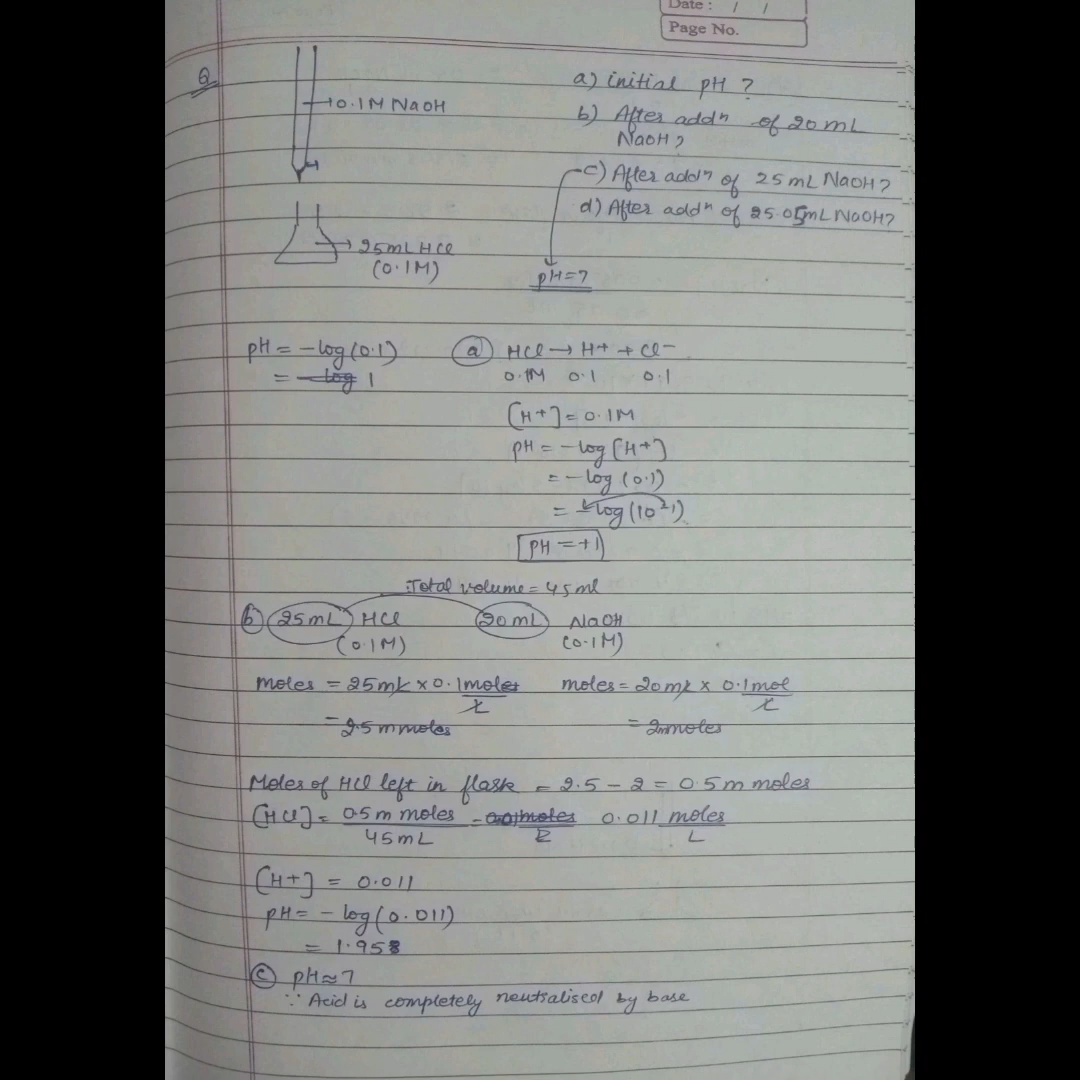 Date : / /
Page No.
Q
0.1M NaOH
25mL HCl
(0.1M)
a) initial pH ?
b) After addⁿ of 20 mL
NaOH?
c) After addⁿ of 25 mL NaOH?
d) After addⁿ of 25.05mL NaOH?
pH=7
pH = -log(0.1)
= -log 1
a) HCl → H+ + Cl-
0.1M 0.1 0.1
[H+] = 0.1M
pH = -log [H+]
= -log (0.1)
= -log(10⁻¹)
pH = +1
Total volume = 45 ml
b) 25mL HCl 20mL NaOH
(0.1M) (0.1M)
moles = 25mL × 0.1moles/L moles = 20mL × 0.1mol/L
= 2.5 mmoles = 2mmoles
Moles of HCl left in flask = 2.5 - 2 = 0.5 m moles
[HCl] = 0.5 m moles/45mL = 0.011 moles/L
[H+] = 0.011
pH = -log(0.011)
= 1.958
c) pH≈7
∵ Acid is completely neutralised by base